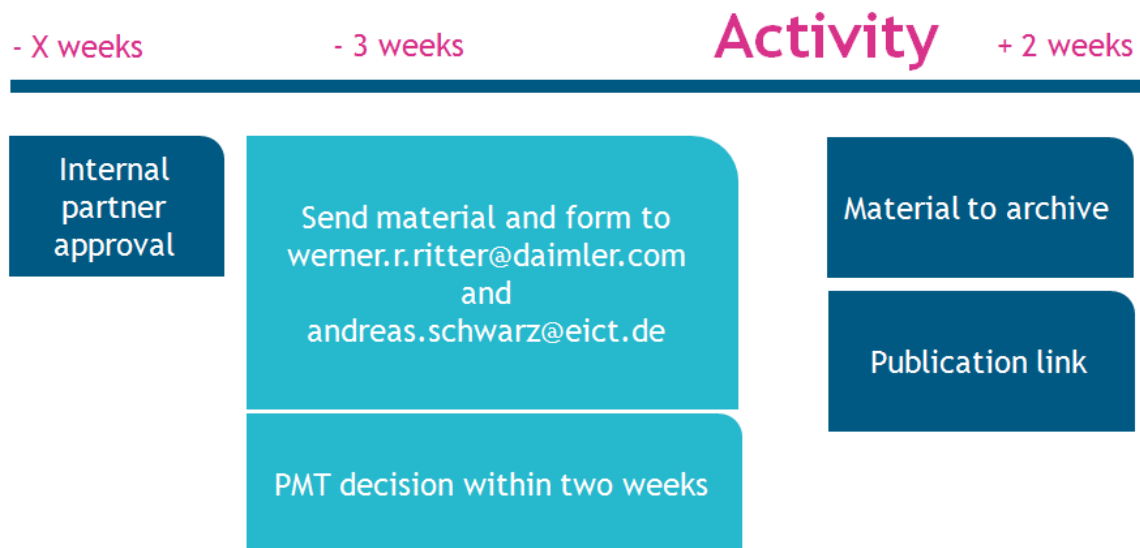 - X weeks
- 3 weeks
Activity
+ 2 weeks
Internal
partner
approval
Send material and form to
werner.r.ritter@daimler.com
and
andreas.schwarz@eict.de
PMT decision within two weeks
Material to archive
Publication link